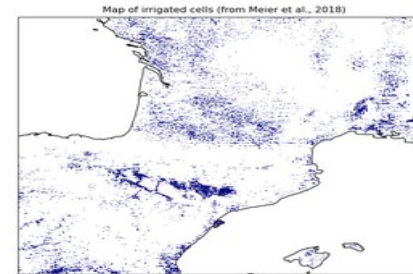 Map of irrigated cells (from Meier et al., 2018)